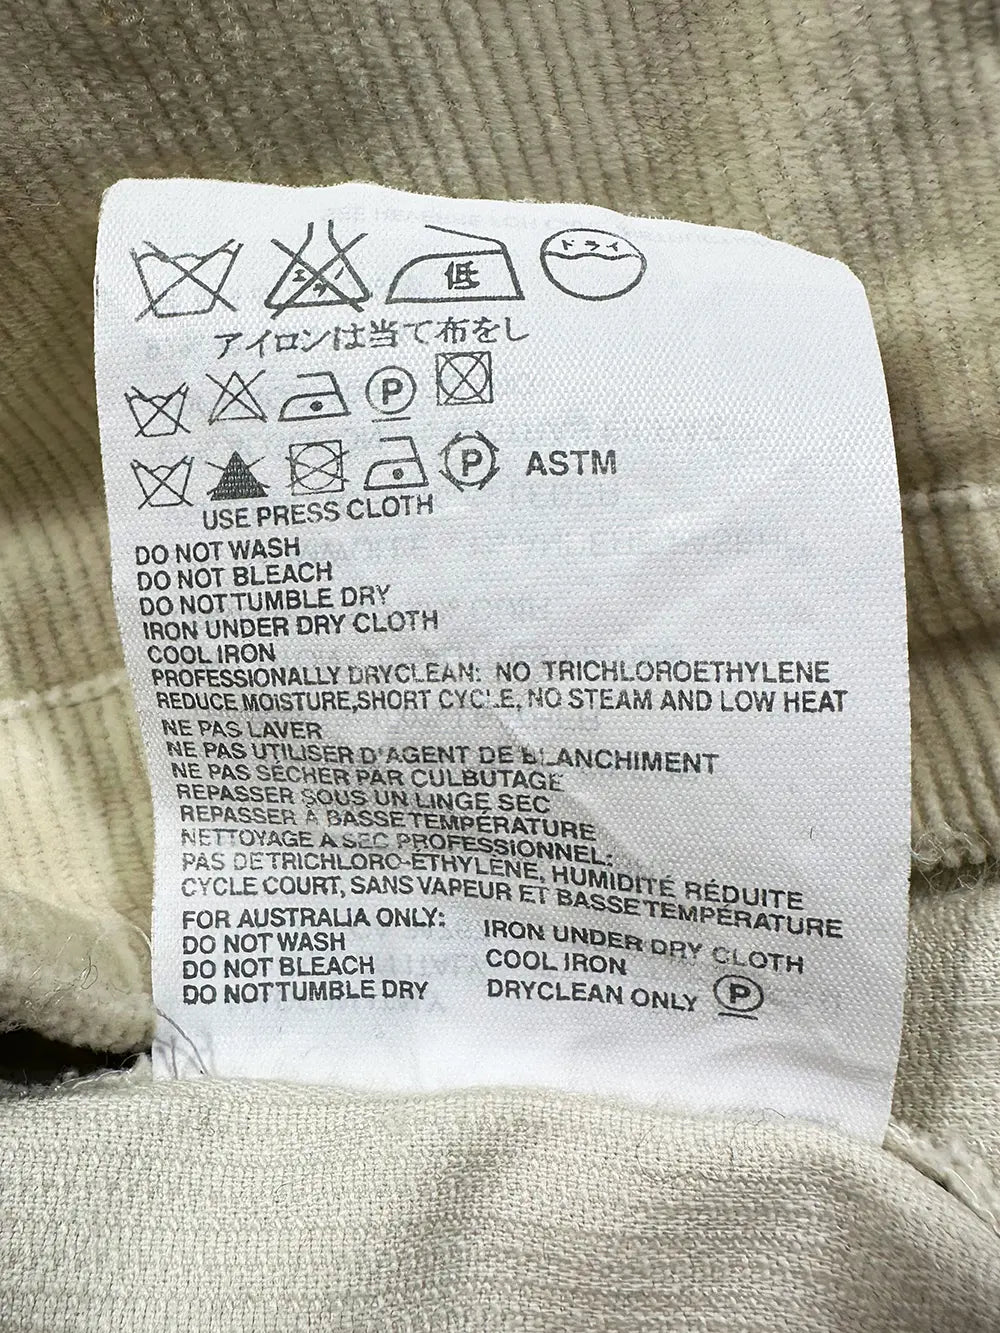 エンソ
低
ドライ
アイロンは当て布をし
P
P ASTM
USE PRESS CLOTH
DO NOT WASH
DO NOT BLEACH
DO NOT TUMBLE DRY
IRON UNDER DRY CLOTH
COOL IRON
PROFESSIONALLY DRYCLEAN: NO TRICHLOROETHYLENE
REDUCE MOISTURE,SHORT CYCLE, NO STEAM AND LOW HEAT
NE PAS LAVER
NE PAS UTILISER D'AGENT DE BLANCHIMENT
NE PAS SÉCHER PAR CULBUTAGE
REPASSER SOUS UN LINGE SEC
REPASSER A BASSE TEMPÉRATURE
NETTOYAGE A SEC PROFESSIONNEL:
PAS DE TRICHLORO-ÉTHYLÈNE, HUMIDITÉ RÉDUITE
CYCLE COURT, SANS VAPEUR ET BASSE TEMPÉRATURE
FOR AUSTRALIA ONLY:
DO NOT WASH
DO NOT BLEACH
DO NOT TUMBLE DRY
IRON UNDER DRY CLOTH
COOL IRON
DRYCLEAN ONLY P